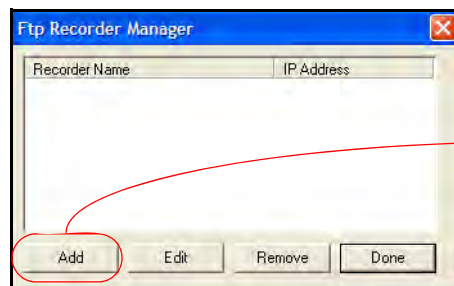 Ftp Recorder Manager
Recorder Name IP Address
Add Edit Remove Done